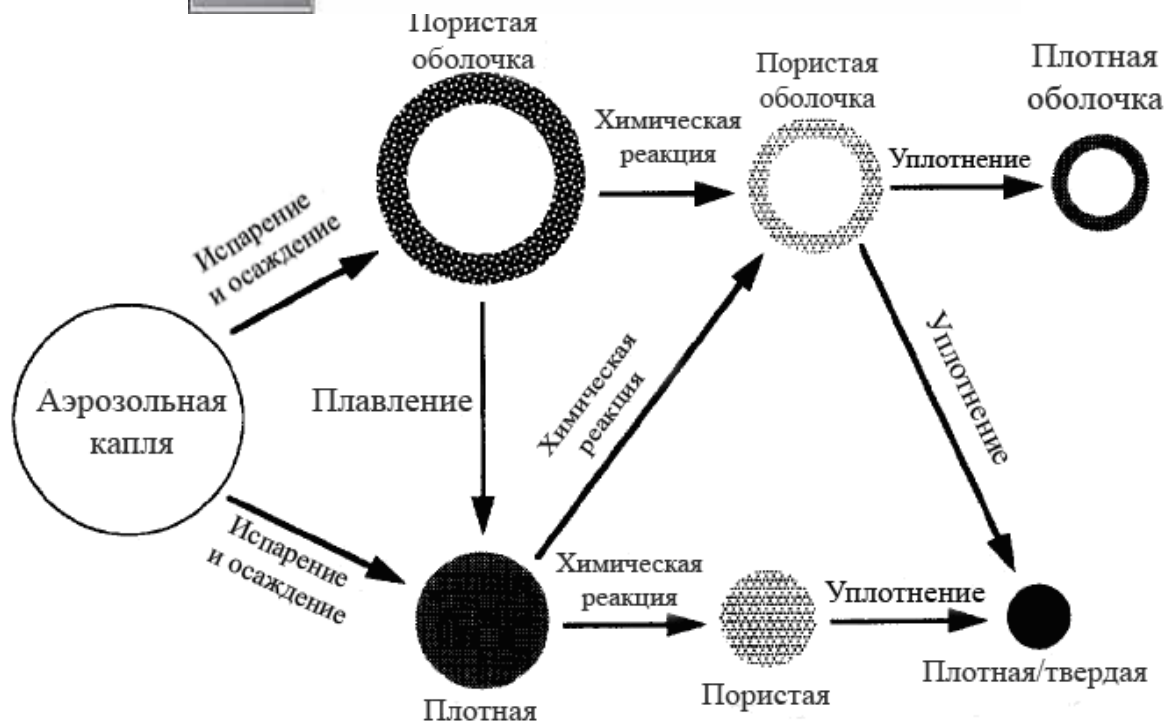 Пористая
оболочка
Пористая
оболочка
Плотная
оболочка
Химическая
реакция
Уплотнение
Испарение
и осаждение
Аэрозольная
капля
Плавление
Химическая
реакция
Уплотнение
Испарение
и осаждение
Химическая
реакция
Уплотнение
Плотная
Пористая
Плотная/твердая